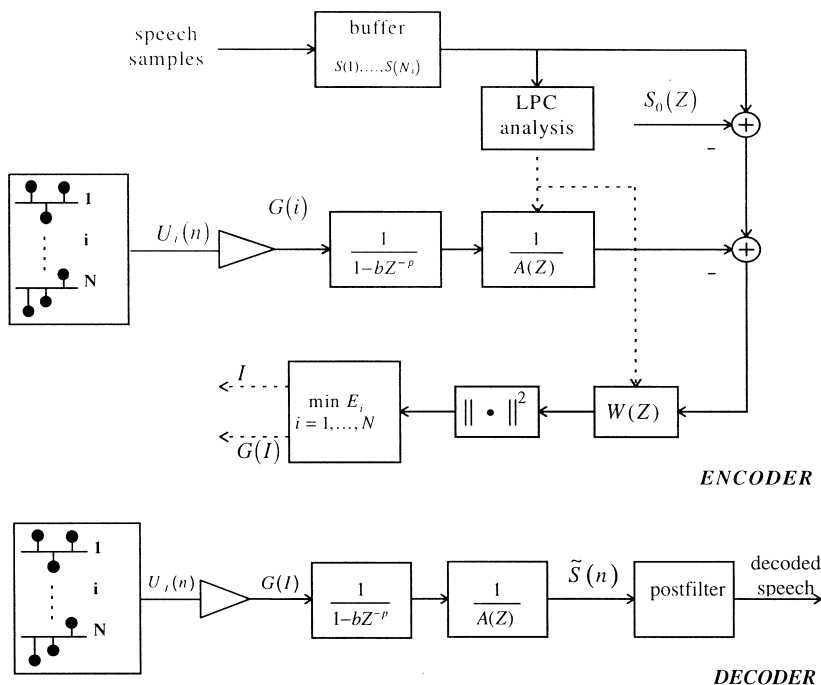 speech
samples
buffer
S(1),....,S(N_s)
LPC
analysis
S_0(Z)
+
−
1
i
N
U_i(n)
G(i)
1
1−bZ^{−p}
1
A(Z)
+
−
I
G(I)
min E_i
i = 1,...,N
|| • ||^2
W(Z)
ENCODER
1
i
N
U_I(n)
G(I)
1
1−bZ^{−p}
1
A(Z)
S̃(n)
postfilter
decoded
speech
DECODER